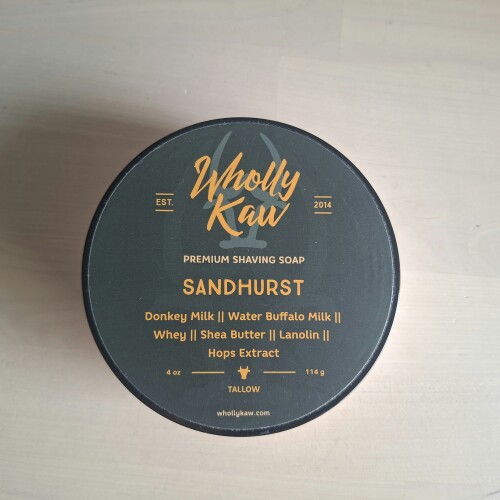 Wholly
Kaw
EST. 2014
PREMIUM SHAVING SOAP
SANDHURST
Donkey Milk || Water Buffalo Milk ||
Whey || Shea Butter || Lanolin ||
Hops Extract
4 oz 114 g
TALLOW
whollykaw.com